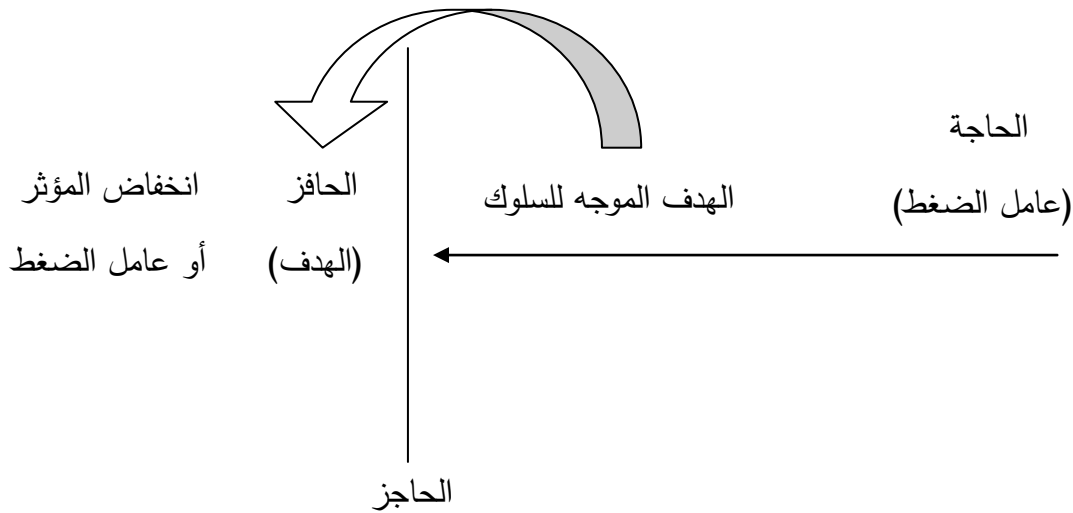 الحاجة
(عامل الضغط)
الهدف الموجه للسلوك
الحافز
(الهدف)
انخفاض المؤثر
أو عامل الضغط
الحاجز